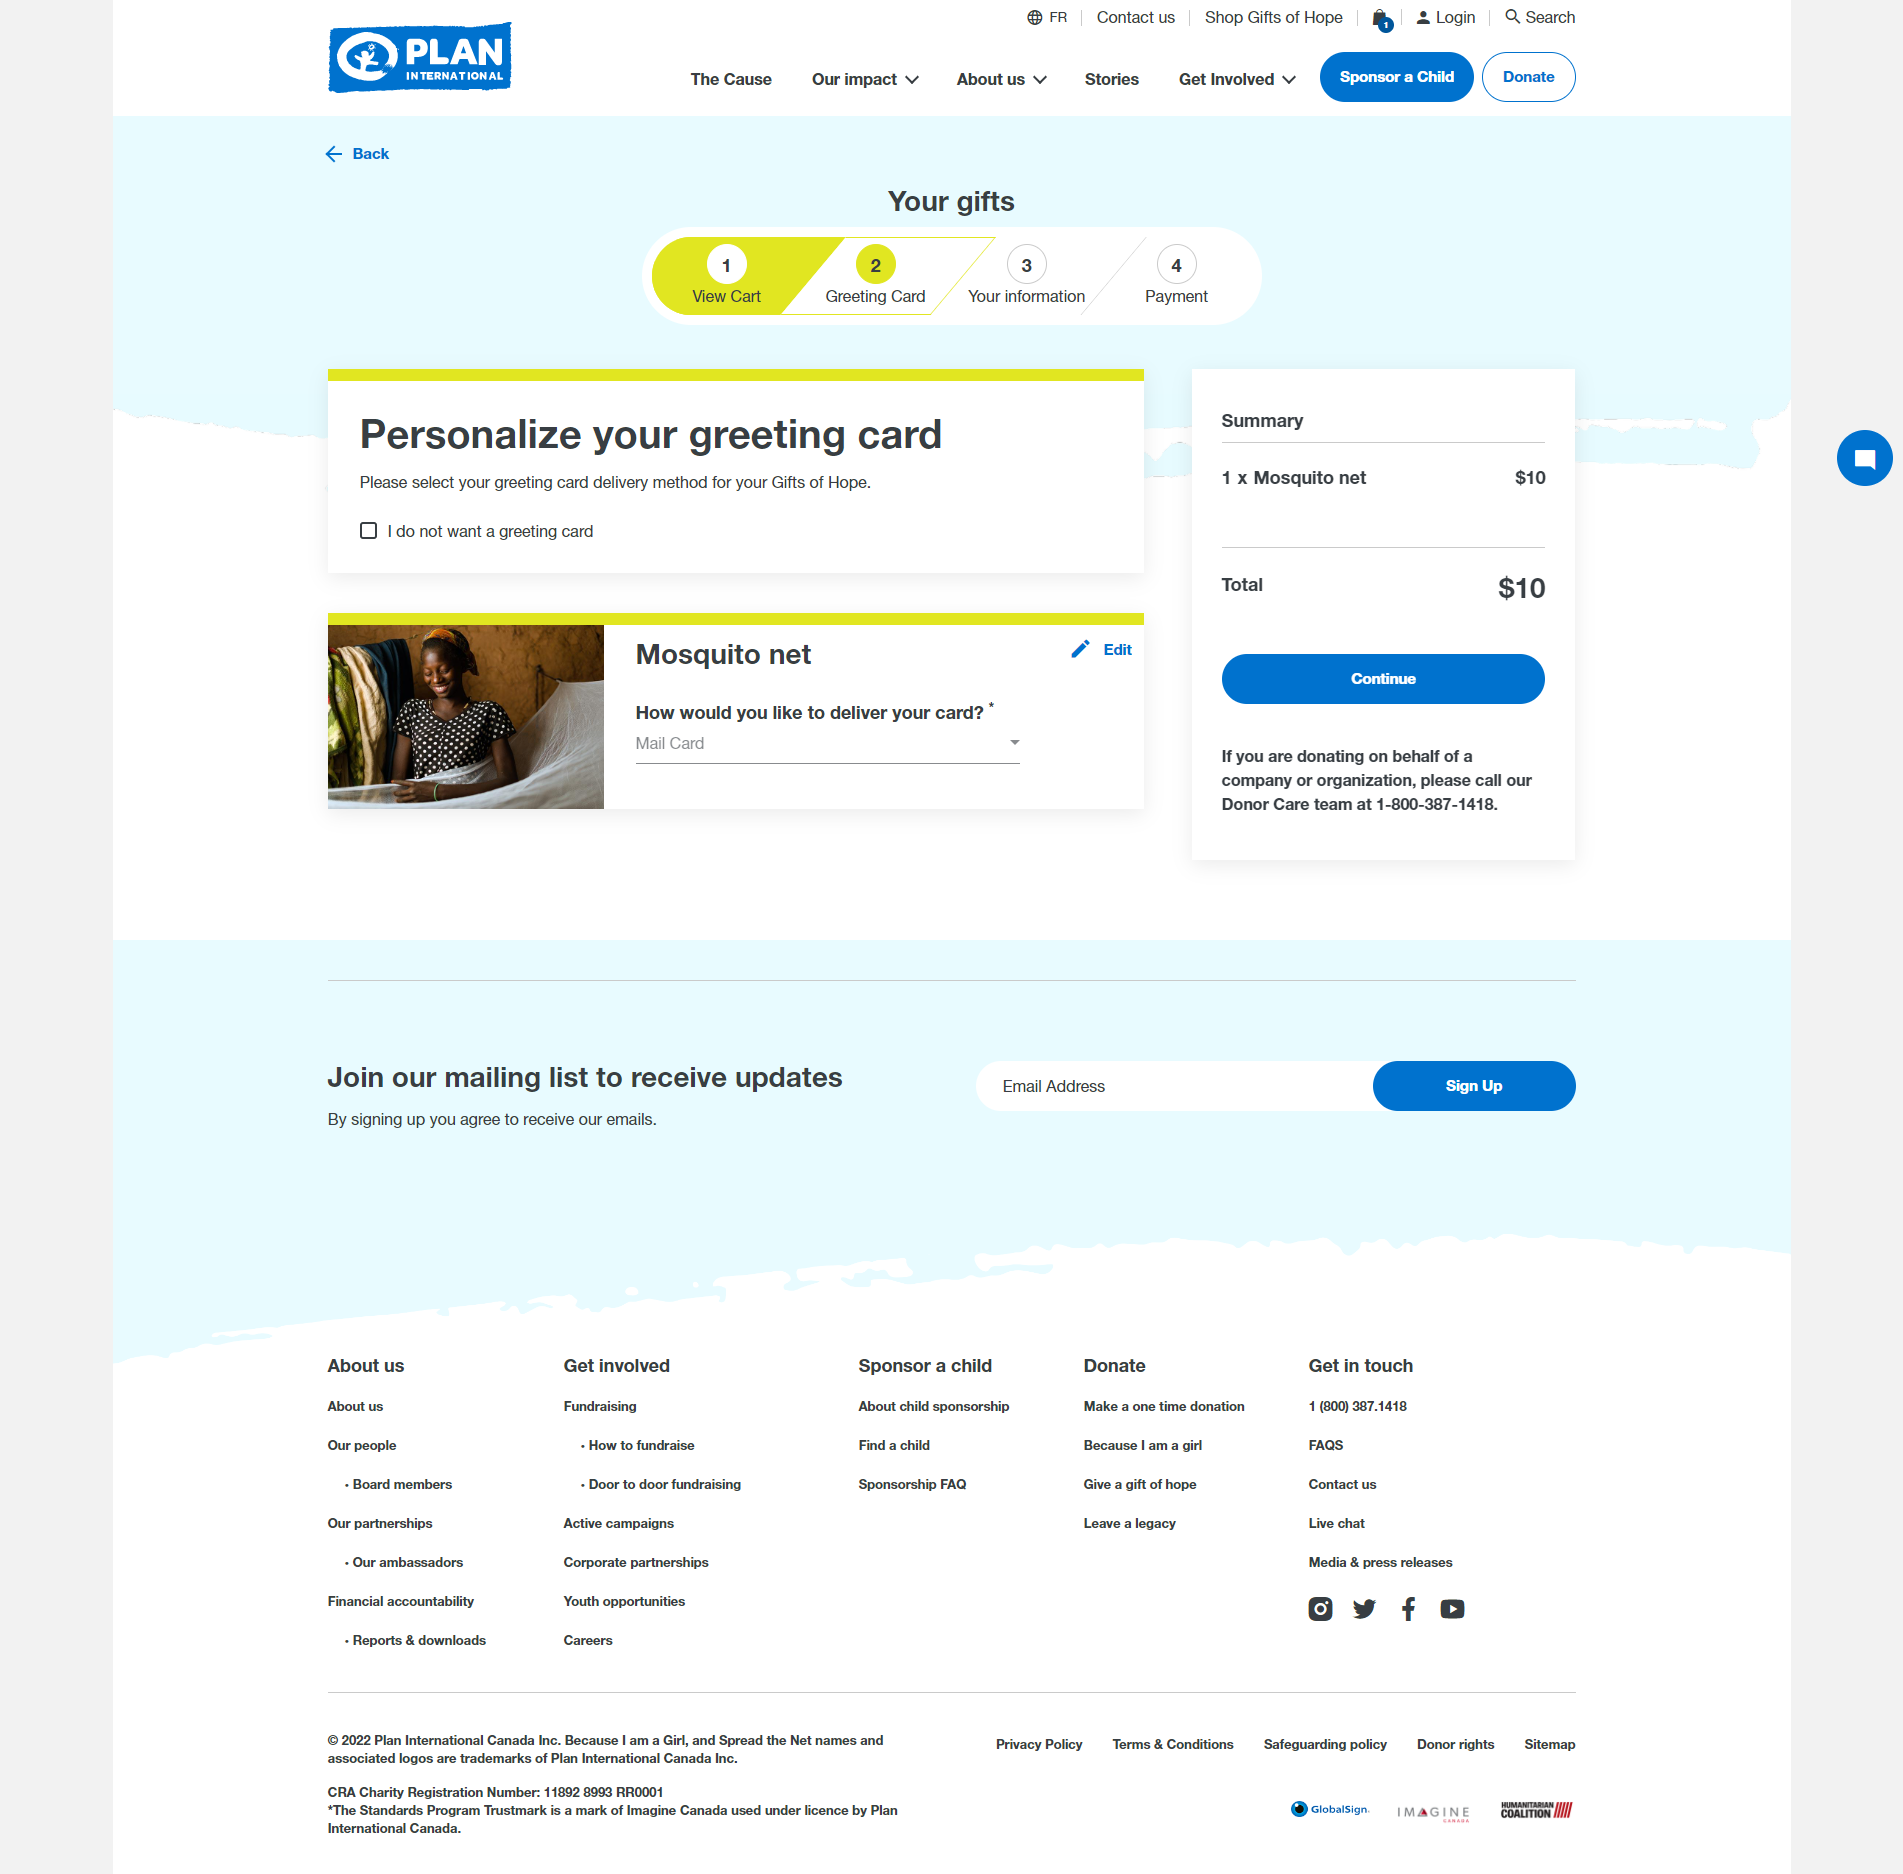 PLAN
INTERNATIONAL
FR
Contact us
Shop Gifts of Hope
1
Login
Search
The Cause
Our impact
About us
Stories
Get Involved
Sponsor a Child
Donate
Back
Your gifts
1
View Cart
2
Greeting Card
3
Your information
4
Payment
Personalize your greeting card
Please select your greeting card delivery method for your Gifts of Hope.
I do not want a greeting card
Mosquito net
Edit
How would you like to deliver your card? *
Mail Card
Summary
1 x Mosquito net $10
Total $10
Continue
If you are donating on behalf of a
company or organization, please call our
Donor Care team at 1-800-387-1418.
Join our mailing list to receive updates
By signing up you agree to receive our emails.
Email Address
Sign Up
About us
About us
Our people
• Board members
Our partnerships
• Our ambassadors
Financial accountability
• Reports & downloads
Get involved
Fundraising
• How to fundraise
• Door to door fundraising
Active campaigns
Corporate partnerships
Youth opportunities
Careers
Sponsor a child
About child sponsorship
Find a child
Sponsorship FAQ
Donate
Make a one time donation
Because I am a girl
Give a gift of hope
Leave a legacy
Get in touch
1 (800) 387.1418
FAQS
Contact us
Live chat
Media & press releases
© 2022 Plan International Canada Inc. Because I am a Girl, and Spread the Net names and
associated logos are trademarks of Plan International Canada Inc.
CRA Charity Registration Number: 11892 8993 RR0001
*The Standards Program Trustmark is a mark of Imagine Canada used under licence by Plan
International Canada.
Privacy Policy
Terms & Conditions
Safeguarding policy
Donor rights
Sitemap
GlobalSign.
IMAGINE
CANADA
HUMANITARIAN
COALITION